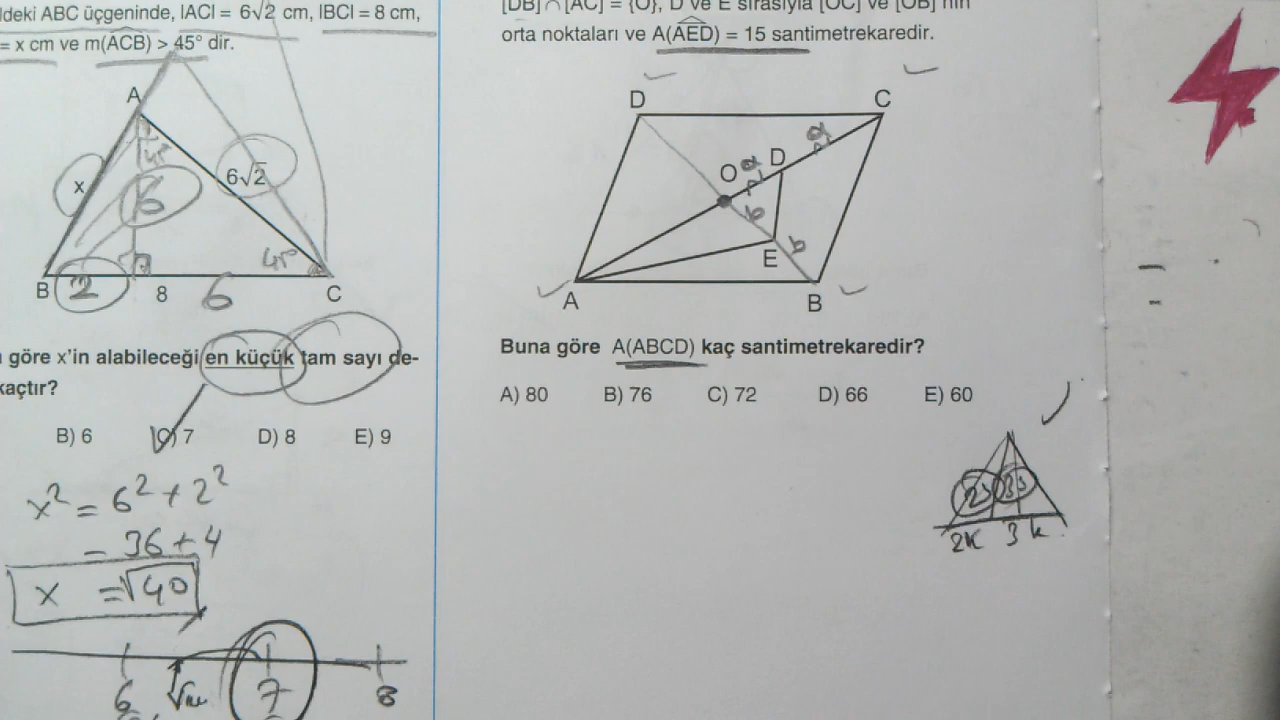 ldeki ABC üçgeninde, |AC| = 6√2 cm, |BC| = 8 cm,
= x cm ve m(ACB) > 45° dir.
A
45°
x
6
6√2
45°
B
2
8
6
C
göre x'in alabileceği en küçük tam sayı de-
kaçtır?
B) 6
C) 7
D) 8
E) 9
x² = 6² + 2²
= 36 + 4
x = √40
6
7
8
[DB] ∩ [AC] = {O}, D ve E sırasıyla [OC] ve [OB] nin
orta noktaları ve A(AED) = 15 santimetrekaredir.
D
C
a
O
a
D
b
E
b
A
B
Buna göre A(ABCD) kaç santimetrekaredir?
A) 80
B) 76
C) 72
D) 66
E) 60
2S
3S
2k
3k